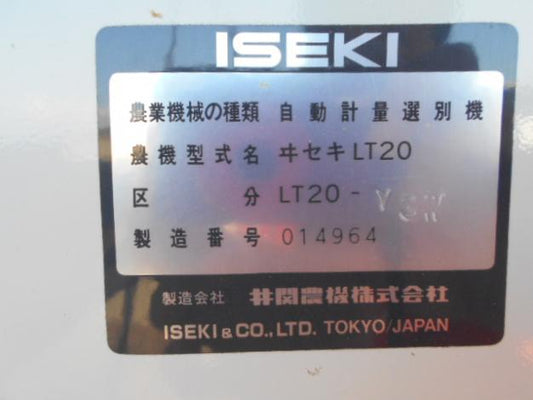 ISEKI
農業機械の種類 自動計量選別機
農機型式名 ヰセキLT20
区分 LT20-YSW
製造番号 014964
製造会社 井関農機株式会社
ISEKI & CO., LTD. TOKYO/JAPAN